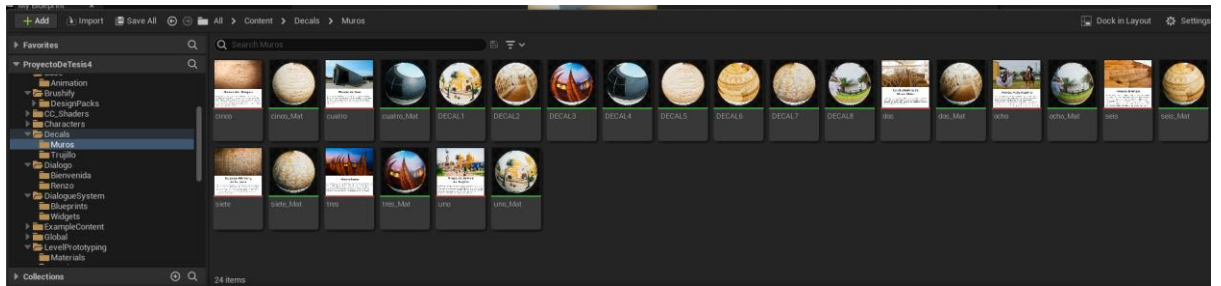 My Blueprint
+ Add Import Save All All > Content > Decals > Muros Dock in Layout Settings
Favorites
Search Muros
ProyectoDeTesis4
Animation
Brushify
DesignPacks
CC_Shaders
Characters
Decals
Muros
Trujillo
Dialogo
Bienvenida
Renzo
DialogueSystem
Blueprints
Widgets
ExampleContent
Global
LevelPrototyping
Materials
Collections
cinco cinco_Mat cuatro cuatro_Mat DECAL1 DECAL2 DECAL3 DECAL4 DECAL5 DECAL6 DECAL7 DECAL8 dos dos_Mat ocho ocho_Mat seis seis_Mat
siete siete_Mat tres tres_Mat uno uno_Mat
24 items